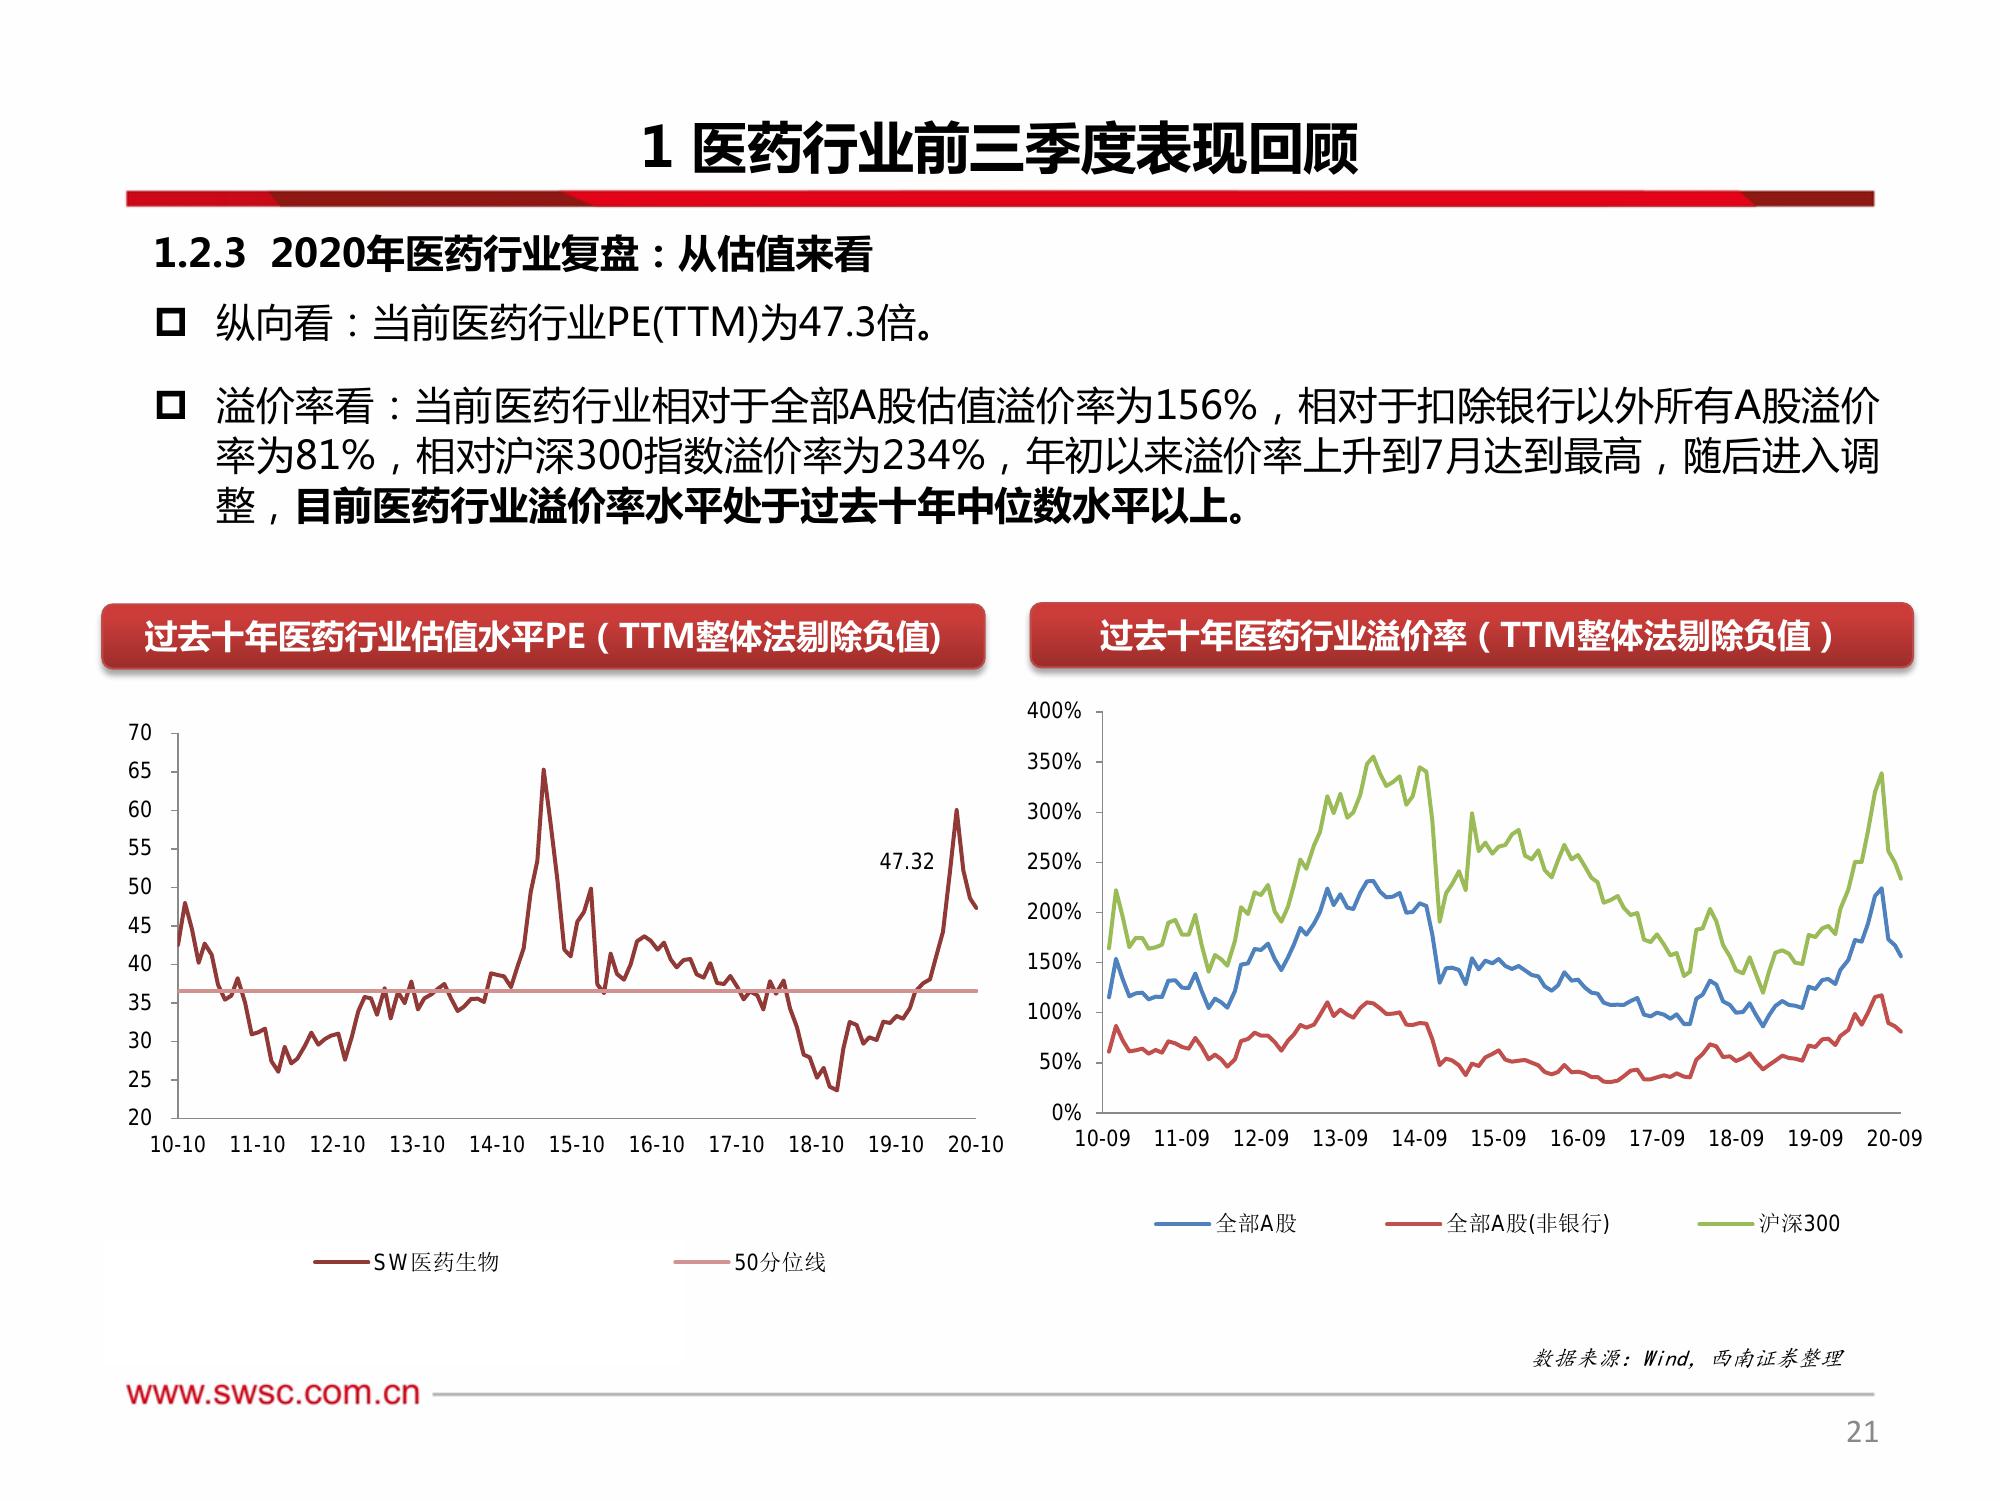 1 医药行业前三季度表现回顾
1.2.3 2020年医药行业复盘：从估值来看
纵向看：当前医药行业PE(TTM)为47.3倍。
溢价率看：当前医药行业相对于全部A股估值溢价率为156%，相对于扣除银行以外所有A股溢价
率为81%，相对沪深300指数溢价率为234%，年初以来溢价率上升到7月达到最高，随后进入调
整，目前医药行业溢价率水平处于过去十年中位数水平以上。
过去十年医药行业估值水平PE（TTM整体法剔除负值)
过去十年医药行业溢价率（TTM整体法剔除负值）
70
65
60
55
50
45
40
35
30
25
20
47.32
10-10 11-10 12-10 13-10 14-10 15-10 16-10 17-10 18-10 19-10 20-10
SW医药生物 50分位线
400%
350%
300%
250%
200%
150%
100%
50%
0%
10-09 11-09 12-09 13-09 14-09 15-09 16-09 17-09 18-09 19-09 20-09
全部A股 全部A股(非银行) 沪深300
数据来源：Wind，西南证券整理
www.swsc.com.cn
21